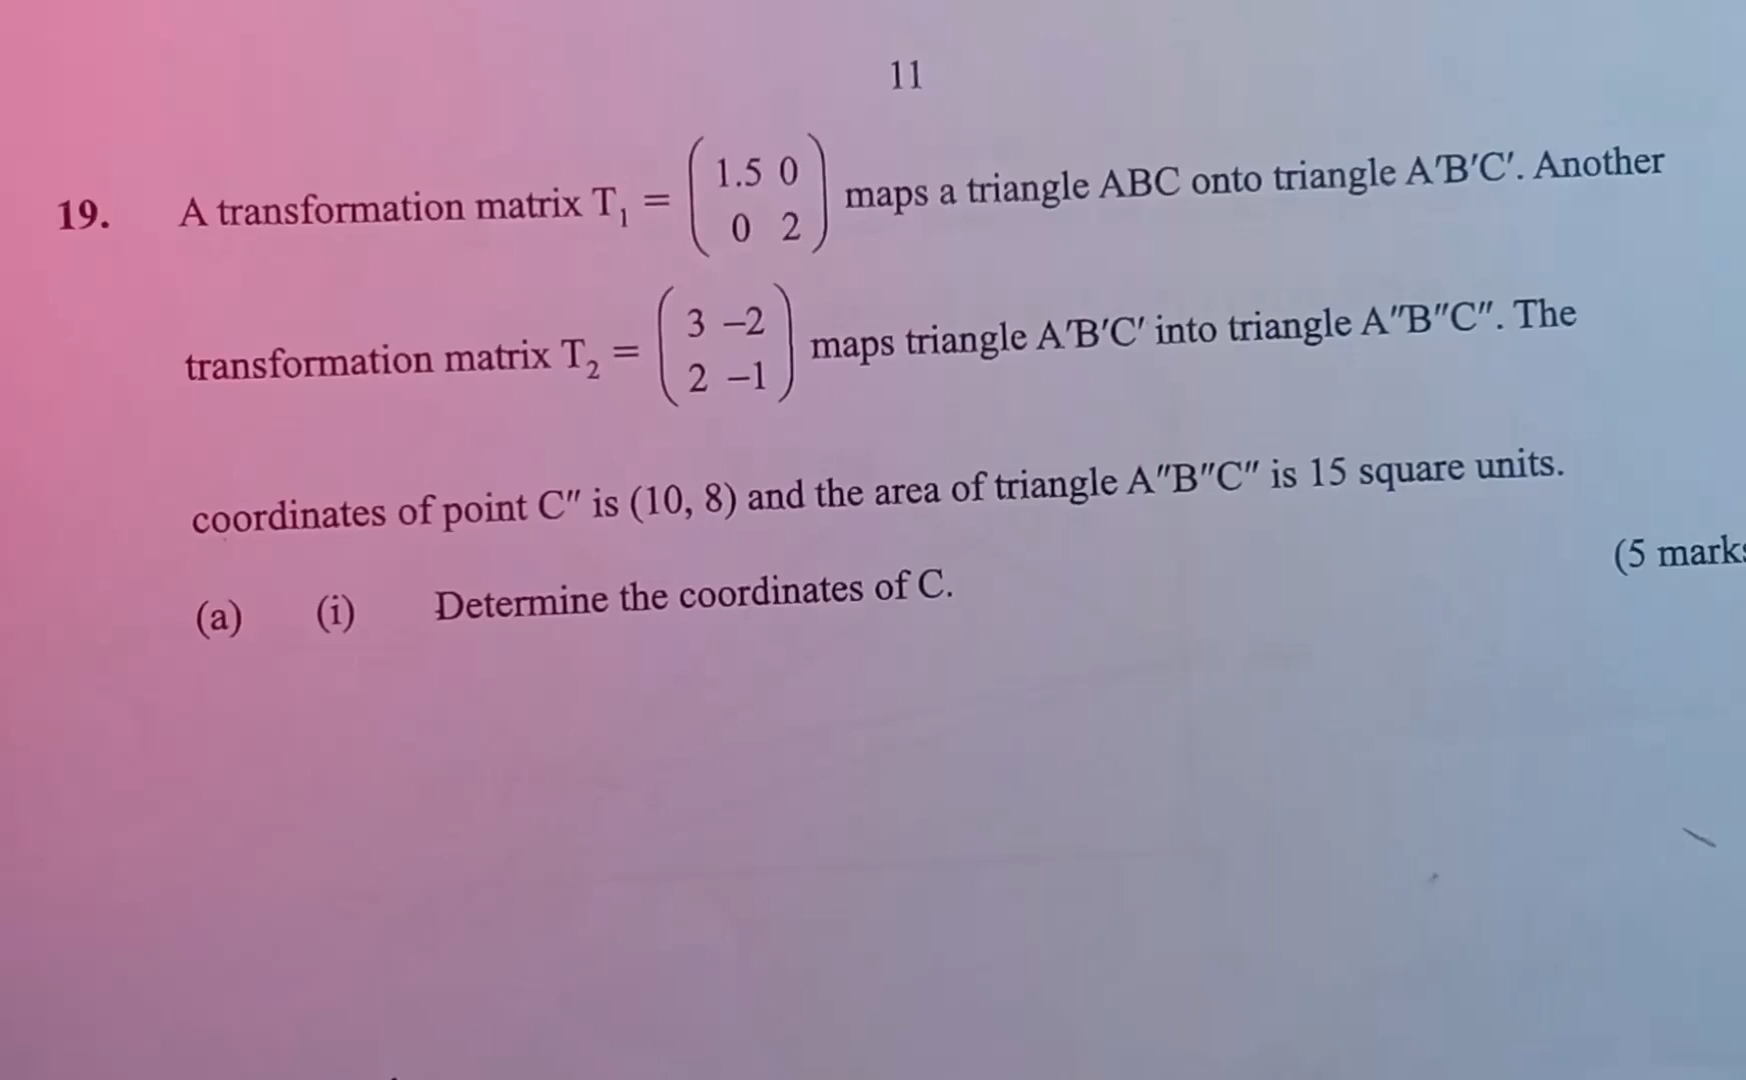 11
19. A transformation matrix T₁ = ( 1.5 0 ; 0 2 ) maps a triangle ABC onto triangle A′B′C′. Another
transformation matrix T₂ = ( 3 −2 ; 2 −1 ) maps triangle A′B′C′ into triangle A″B″C″. The
coordinates of point C″ is (10, 8) and the area of triangle A″B″C″ is 15 square units.
(a) (i) Determine the coordinates of C. (5 marks